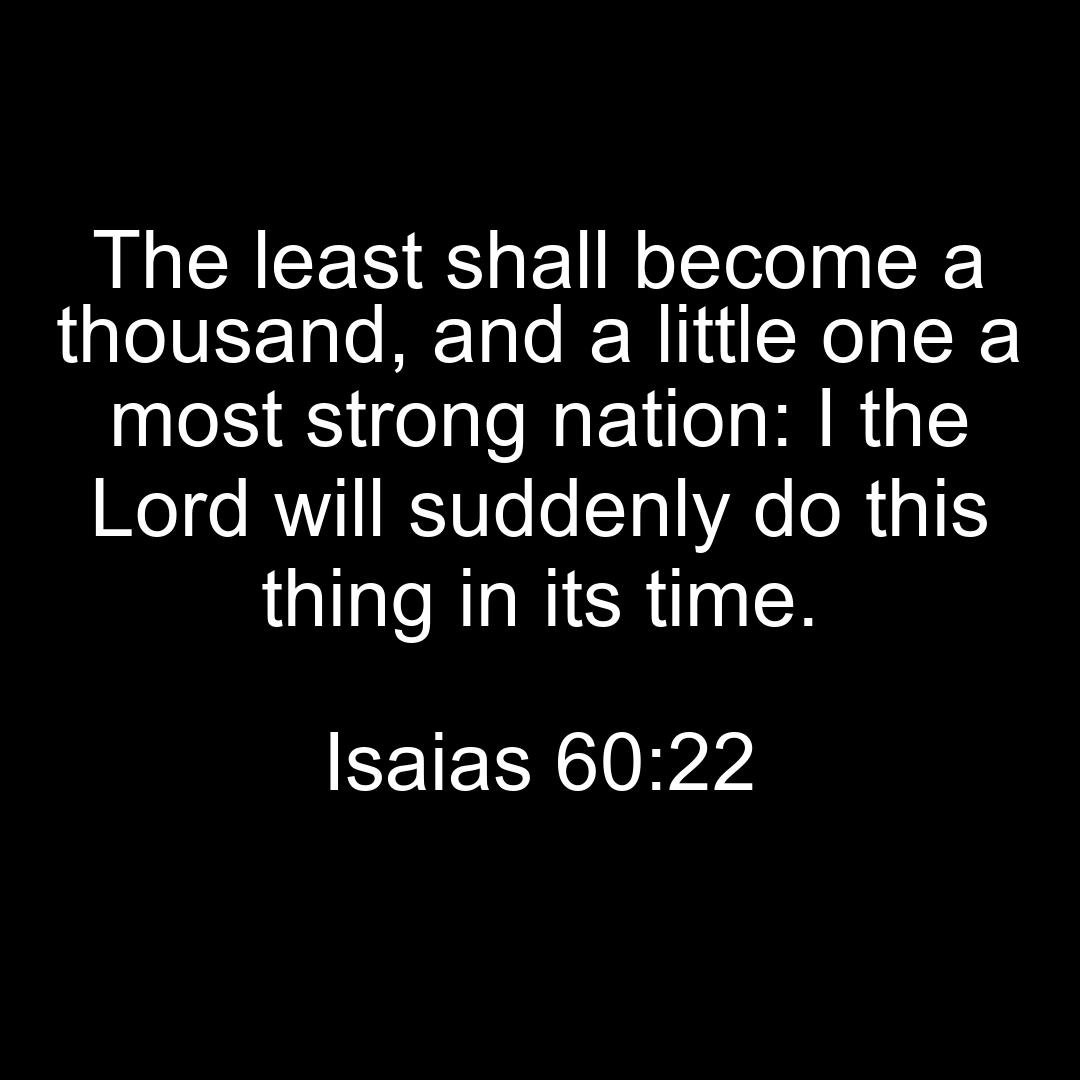 The least shall become a
thousand, and a little one a
most strong nation: I the
Lord will suddenly do this
thing in its time.
Isaias 60:22